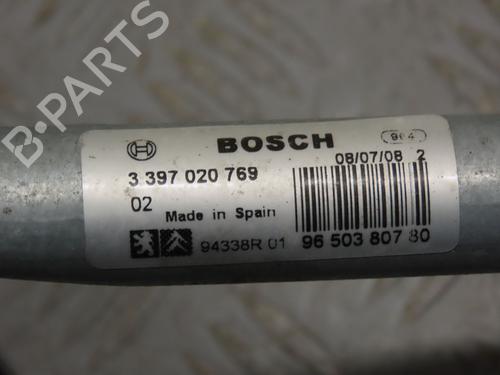 BOSCH
904
3 397 020 769
08/07/08 2
02
Made in Spain
94338R 01
96 503 807 80
B-PARTS